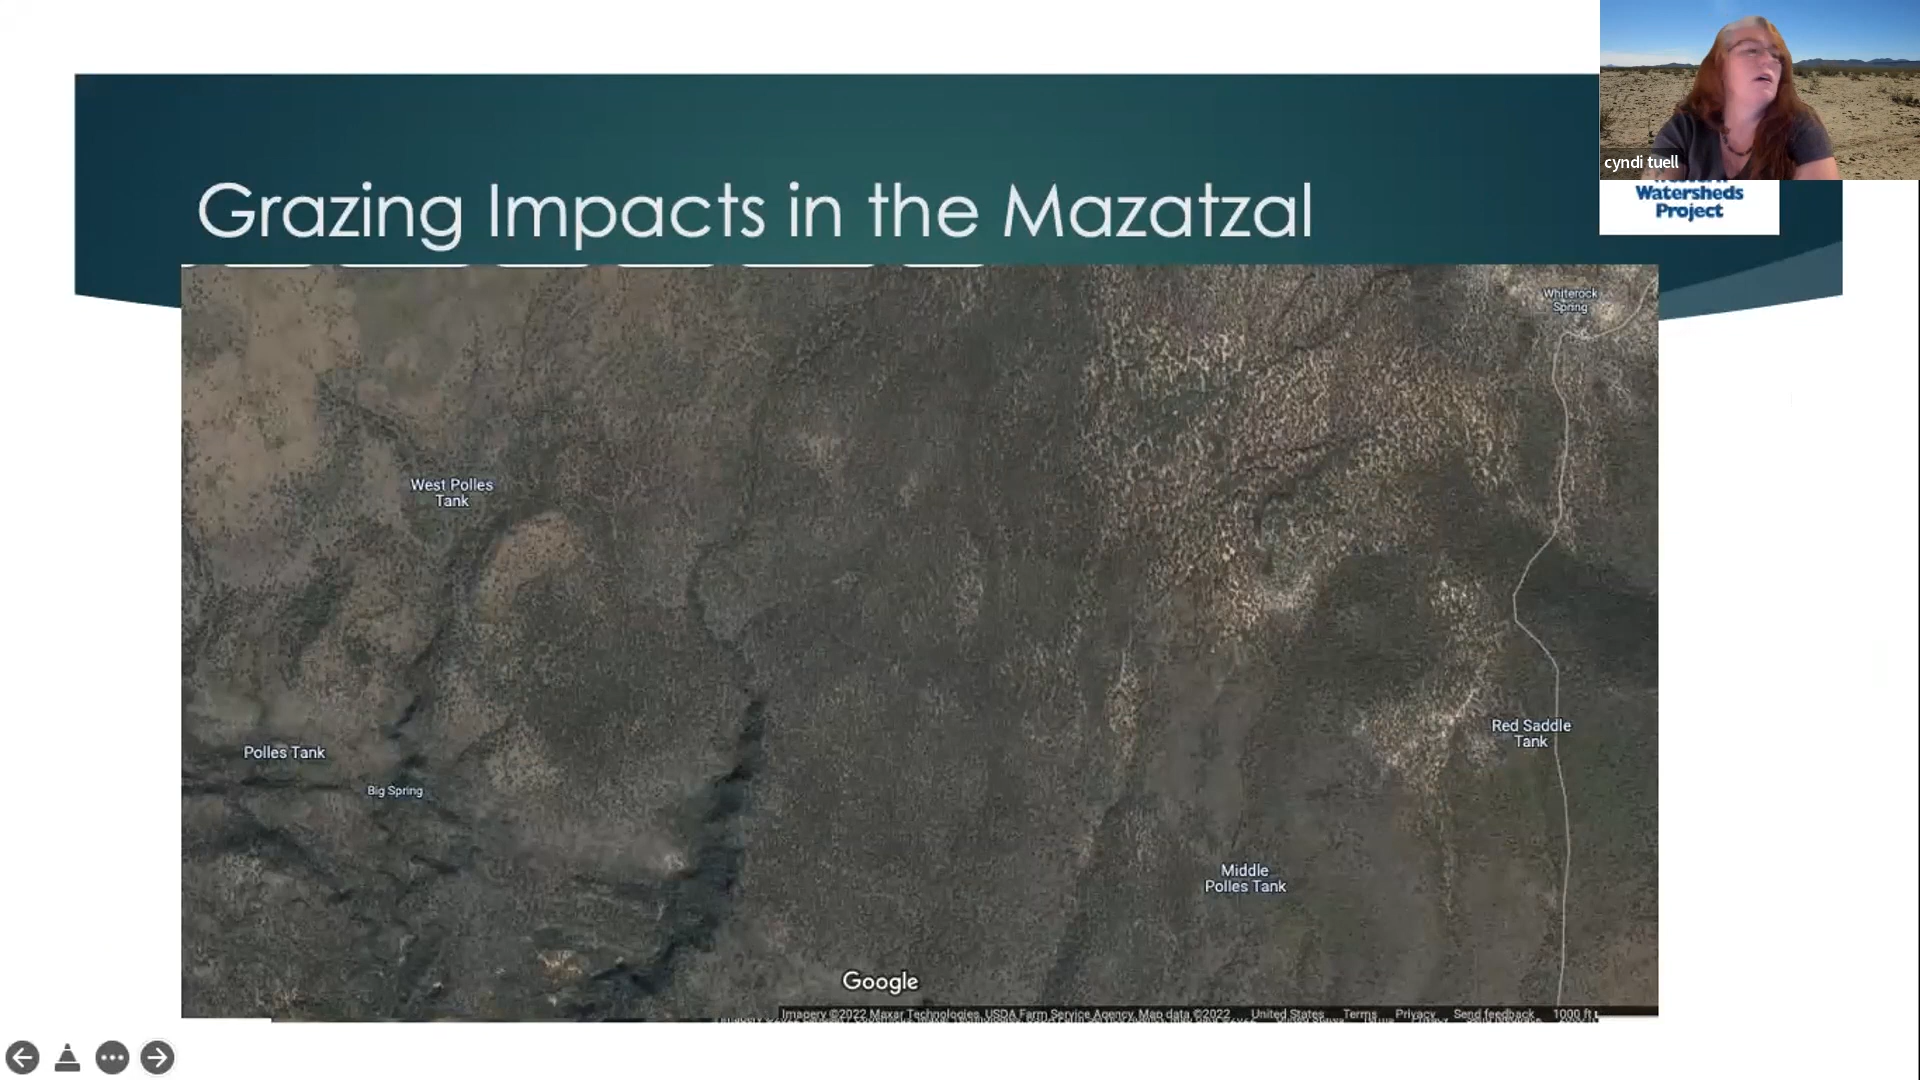 cyndi tuell
Watersheds
Project
Grazing Impacts in the Mazatzal
Whiterock
Spring
West Polles
Tank
Red Saddle
Tank
Polles Tank
Big Spring
Middle
Polles Tank
Google
Imagery ©2022 Maxar Technologies, USDA Farm Service Agency, Map data ©2022 United States Terms Privacy Send feedback 1000 ft